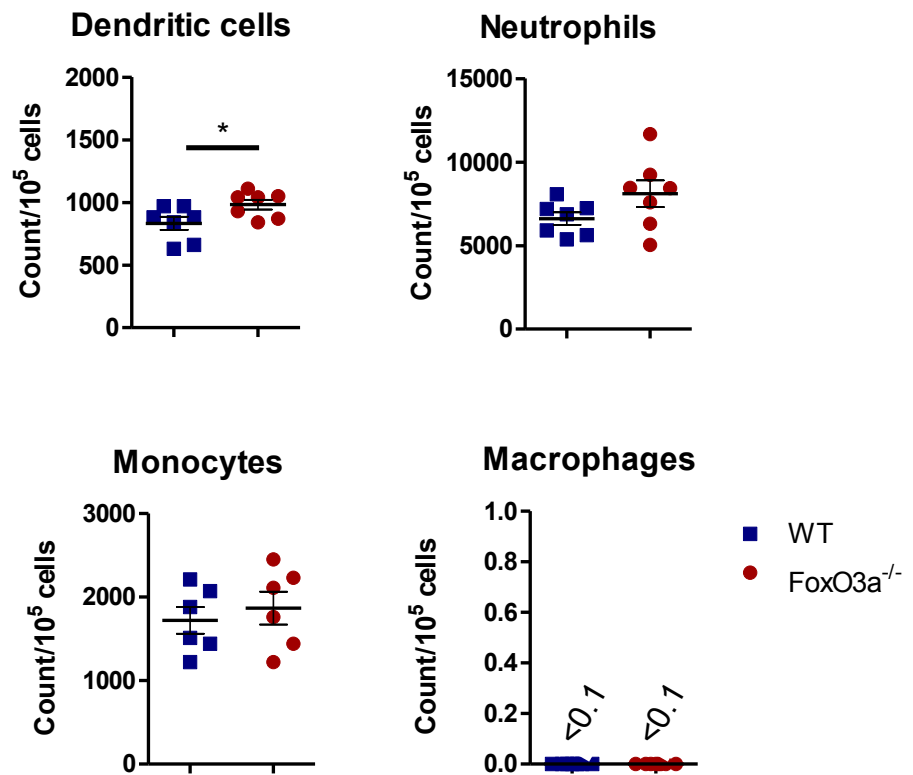 Dendritic cells
Count/10⁵ cells
2000
1500
1000
500
0
*
Neutrophils
Count/10⁵ cells
15000
10000
5000
0
Monocytes
Count/10⁵ cells
3000
2000
1000
0
Macrophages
Count/10⁵ cells
1.0
0.8
0.6
0.4
0.2
0.0
<0.1
<0.1
WT
FoxO3a⁻/⁻